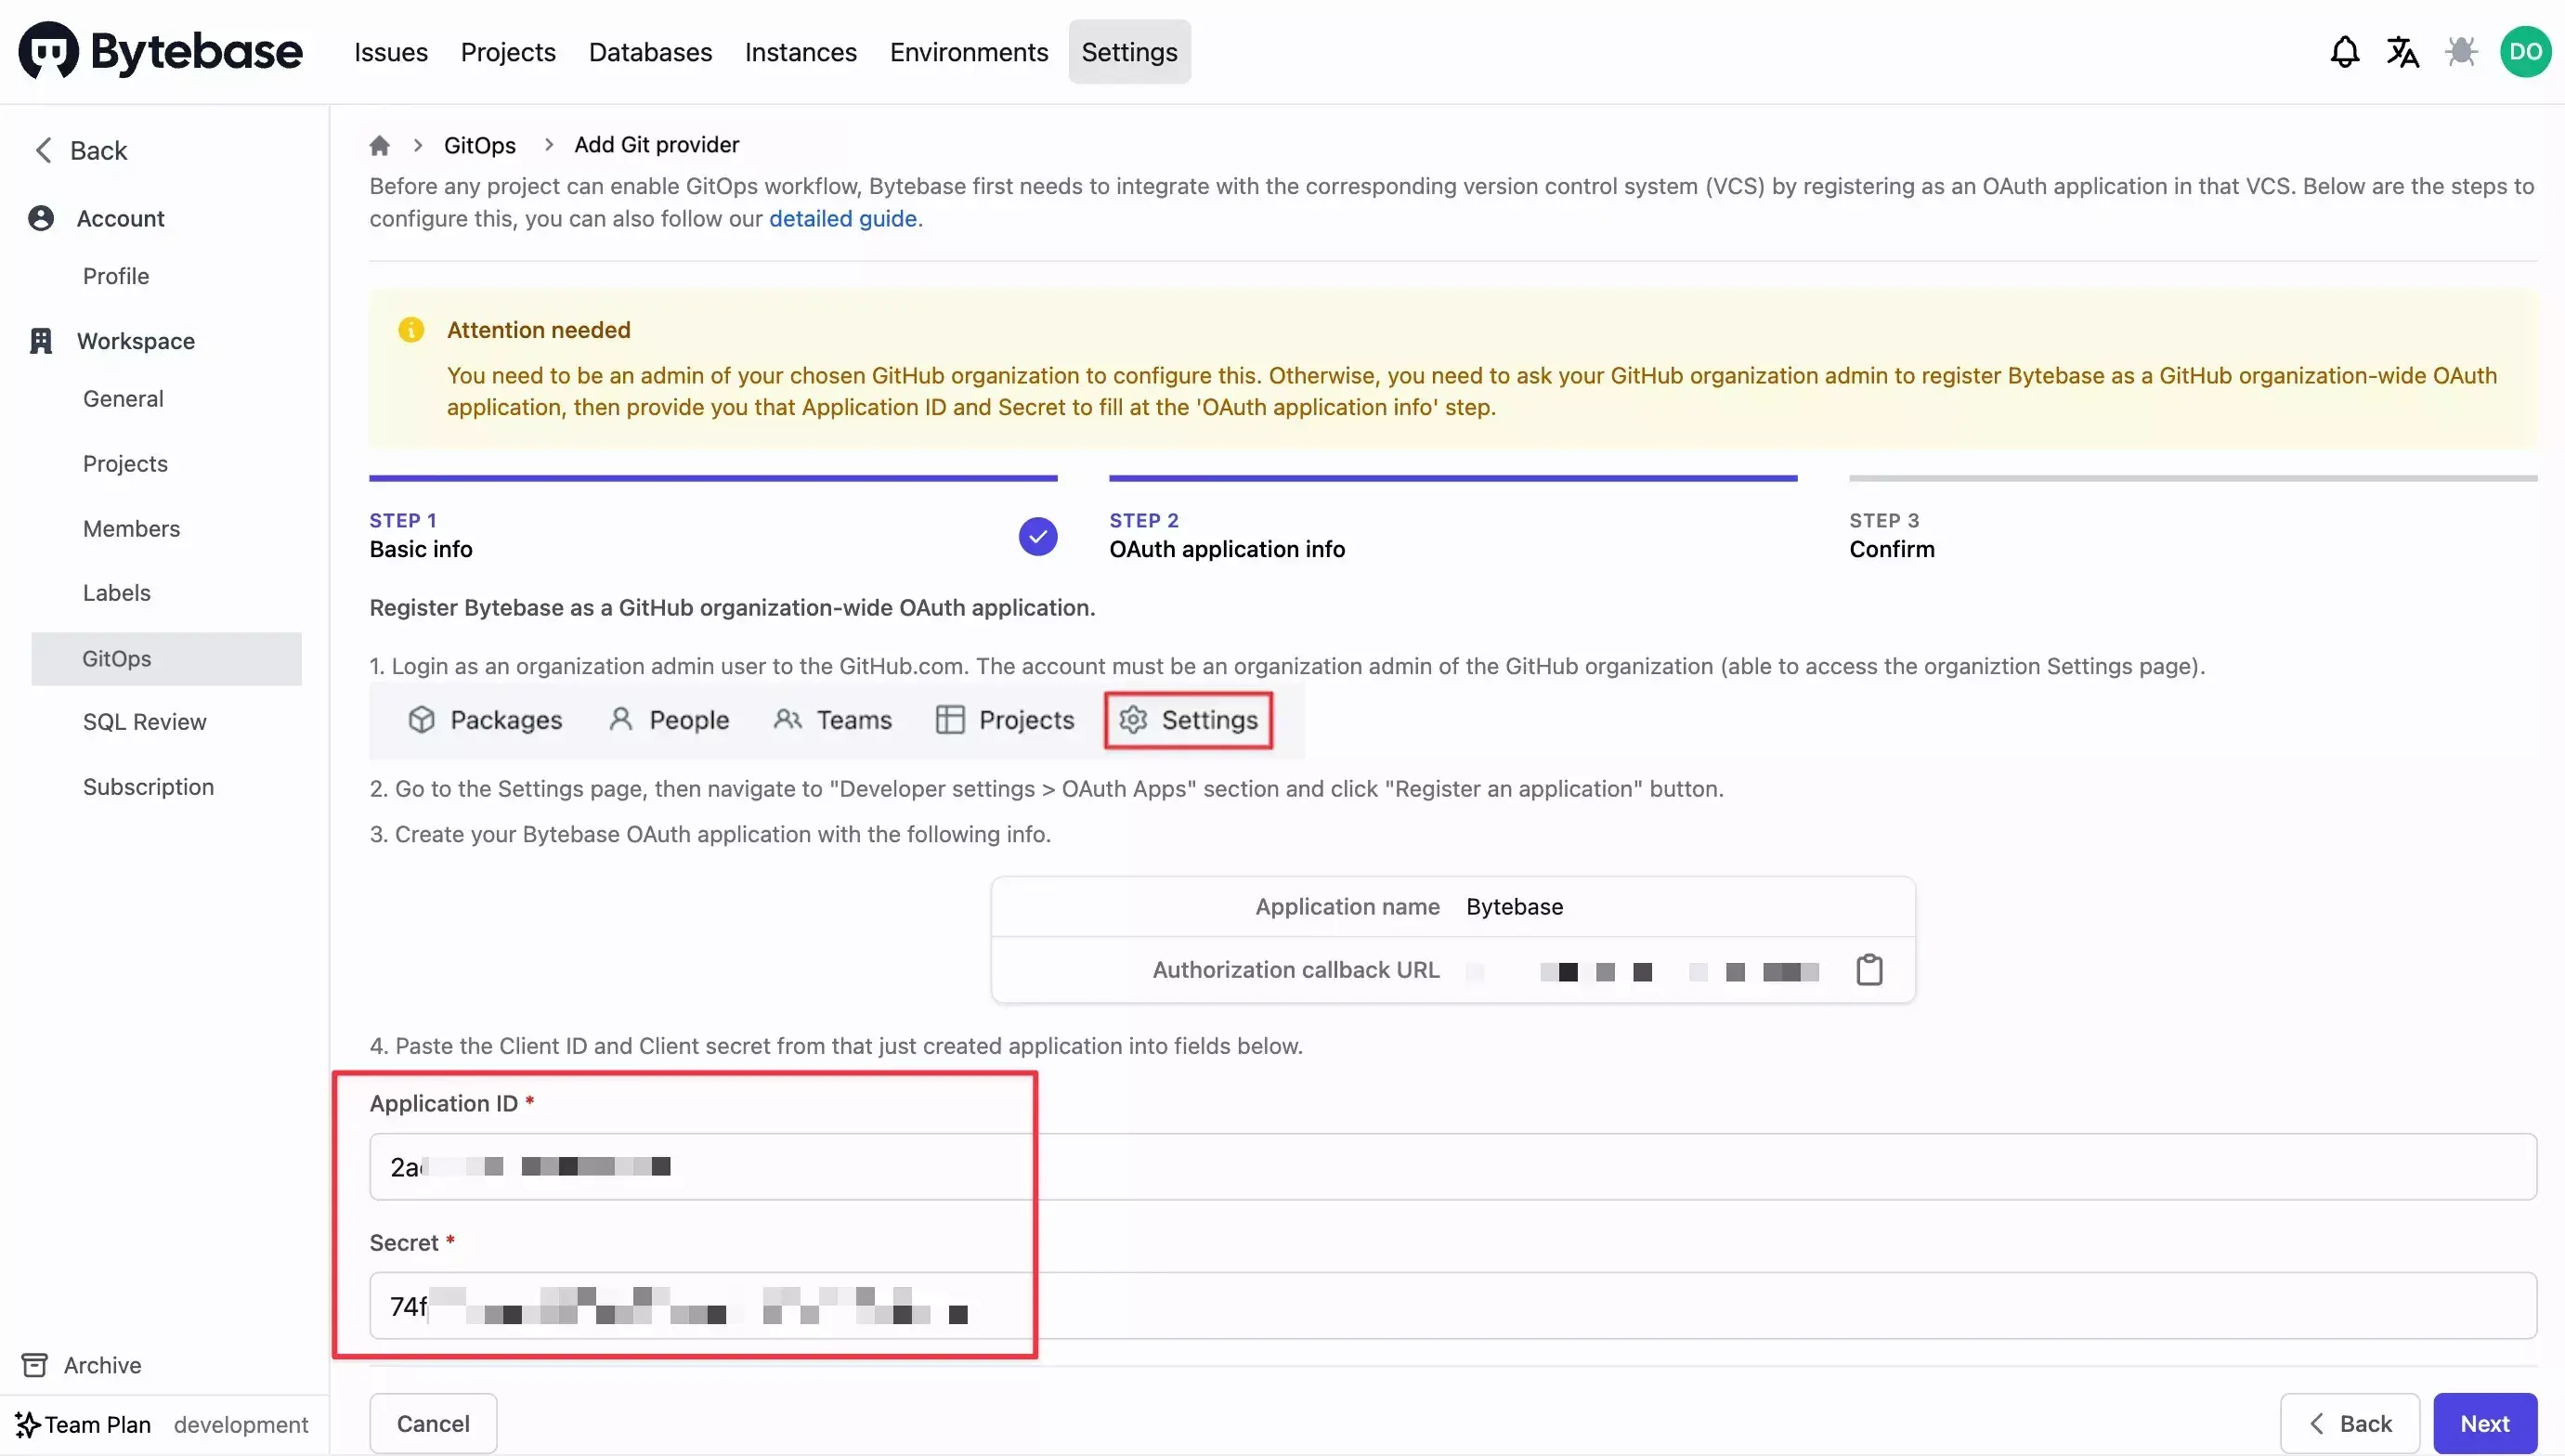 Bytebase
Issues Projects Databases Instances Environments Settings
DO
Back
Account
Profile
Workspace
General
Projects
Members
Labels
GitOps
SQL Review
Subscription
Archive
Team Plan development
GitOps Add Git provider
Before any project can enable GitOps workflow, Bytebase first needs to integrate with the corresponding version control system (VCS) by registering as an OAuth application in that VCS. Below are the steps to
configure this, you can also follow our detailed guide.
Attention needed
You need to be an admin of your chosen GitHub organization to configure this. Otherwise, you need to ask your GitHub organization admin to register Bytebase as a GitHub organization-wide OAuth
application, then provide you that Application ID and Secret to fill at the 'OAuth application info' step.
STEP 1
Basic info
STEP 2
OAuth application info
STEP 3
Confirm
Register Bytebase as a GitHub organization-wide OAuth application.
1. Login as an organization admin user to the GitHub.com. The account must be an organization admin of the GitHub organization (able to access the organiztion Settings page).
Packages People Teams Projects Settings
2. Go to the Settings page, then navigate to "Developer settings > OAuth Apps" section and click "Register an application" button.
3. Create your Bytebase OAuth application with the following info.
Application name Bytebase
Authorization callback URL
4. Paste the Client ID and Client secret from that just created application into fields below.
Application ID *
Secret *
Cancel
Back
Next